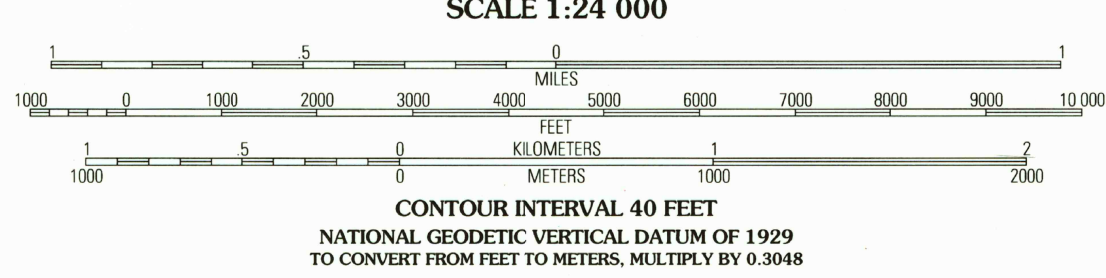 SCALE 1:24 000
1 .5 0 1
MILES
1000 0 1000 2000 3000 4000 5000 6000 7000 8000 9000 10 000
FEET
1 .5 0 KILOMETERS 1 2
1000 0 METERS 1000 2000
CONTOUR INTERVAL 40 FEET
NATIONAL GEODETIC VERTICAL DATUM OF 1929
TO CONVERT FROM FEET TO METERS, MULTIPLY BY 0.3048